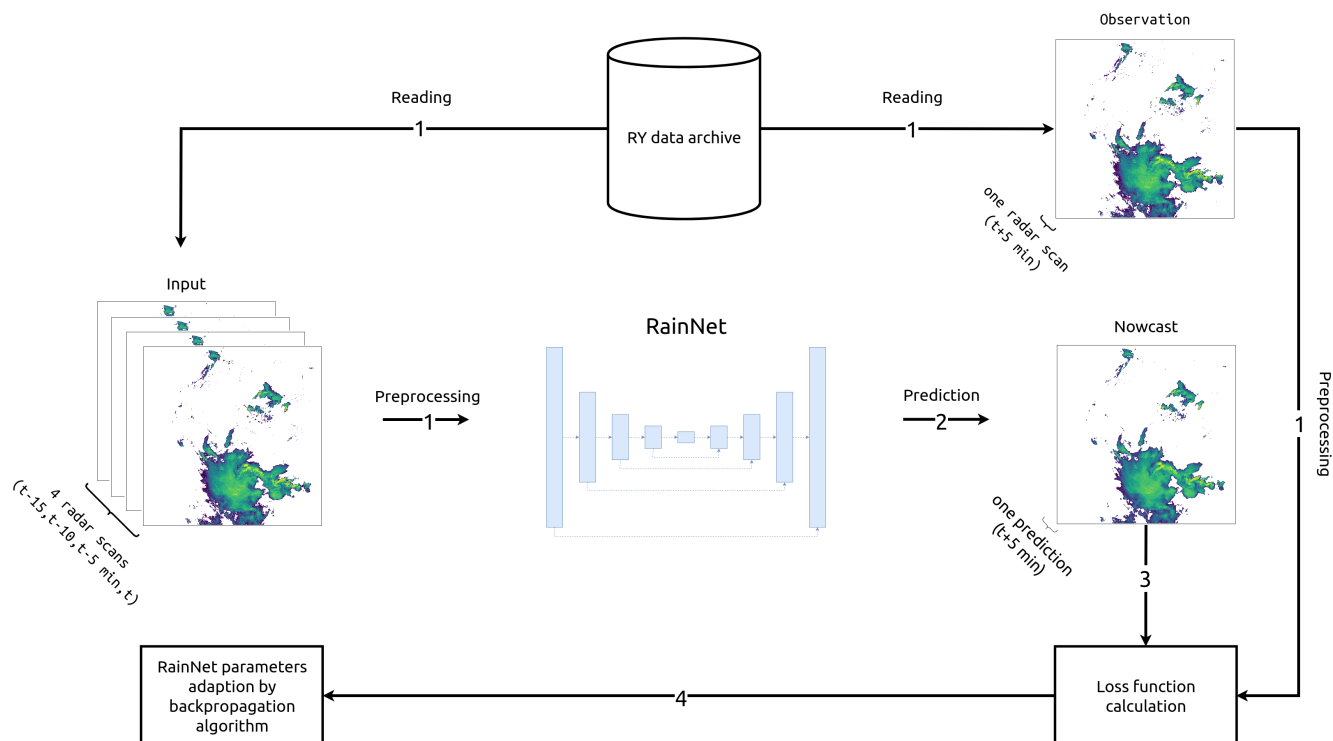 Observation
Reading
1
RY data archive
Reading
1
one radar scan
(t+5 min)
Input
4 radar scans
(t-15,t-10,t-5 min,t)
Preprocessing
1
RainNet
Prediction
2
Nowcast
one prediction
(t+5 min)
Preprocessing
1
3
RainNet parameters
adaption by
backpropagation
algorithm
4
Loss function
calculation